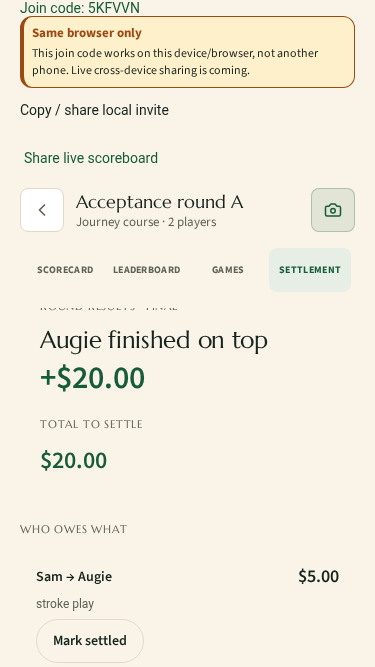 Join code: 5KFVVN
Same browser only
This join code works on this device/browser, not another
phone. Live cross-device sharing is coming.
Copy / share local invite
Share live scoreboard
Acceptance round A
Journey course · 2 players
SCORECARD LEADERBOARD GAMES SETTLEMENT
ROUND RESULTS · FINAL
Augie finished on top
+$20.00
TOTAL TO SETTLE
$20.00
WHO OWES WHAT
Sam → Augie $5.00
stroke play
Mark settled